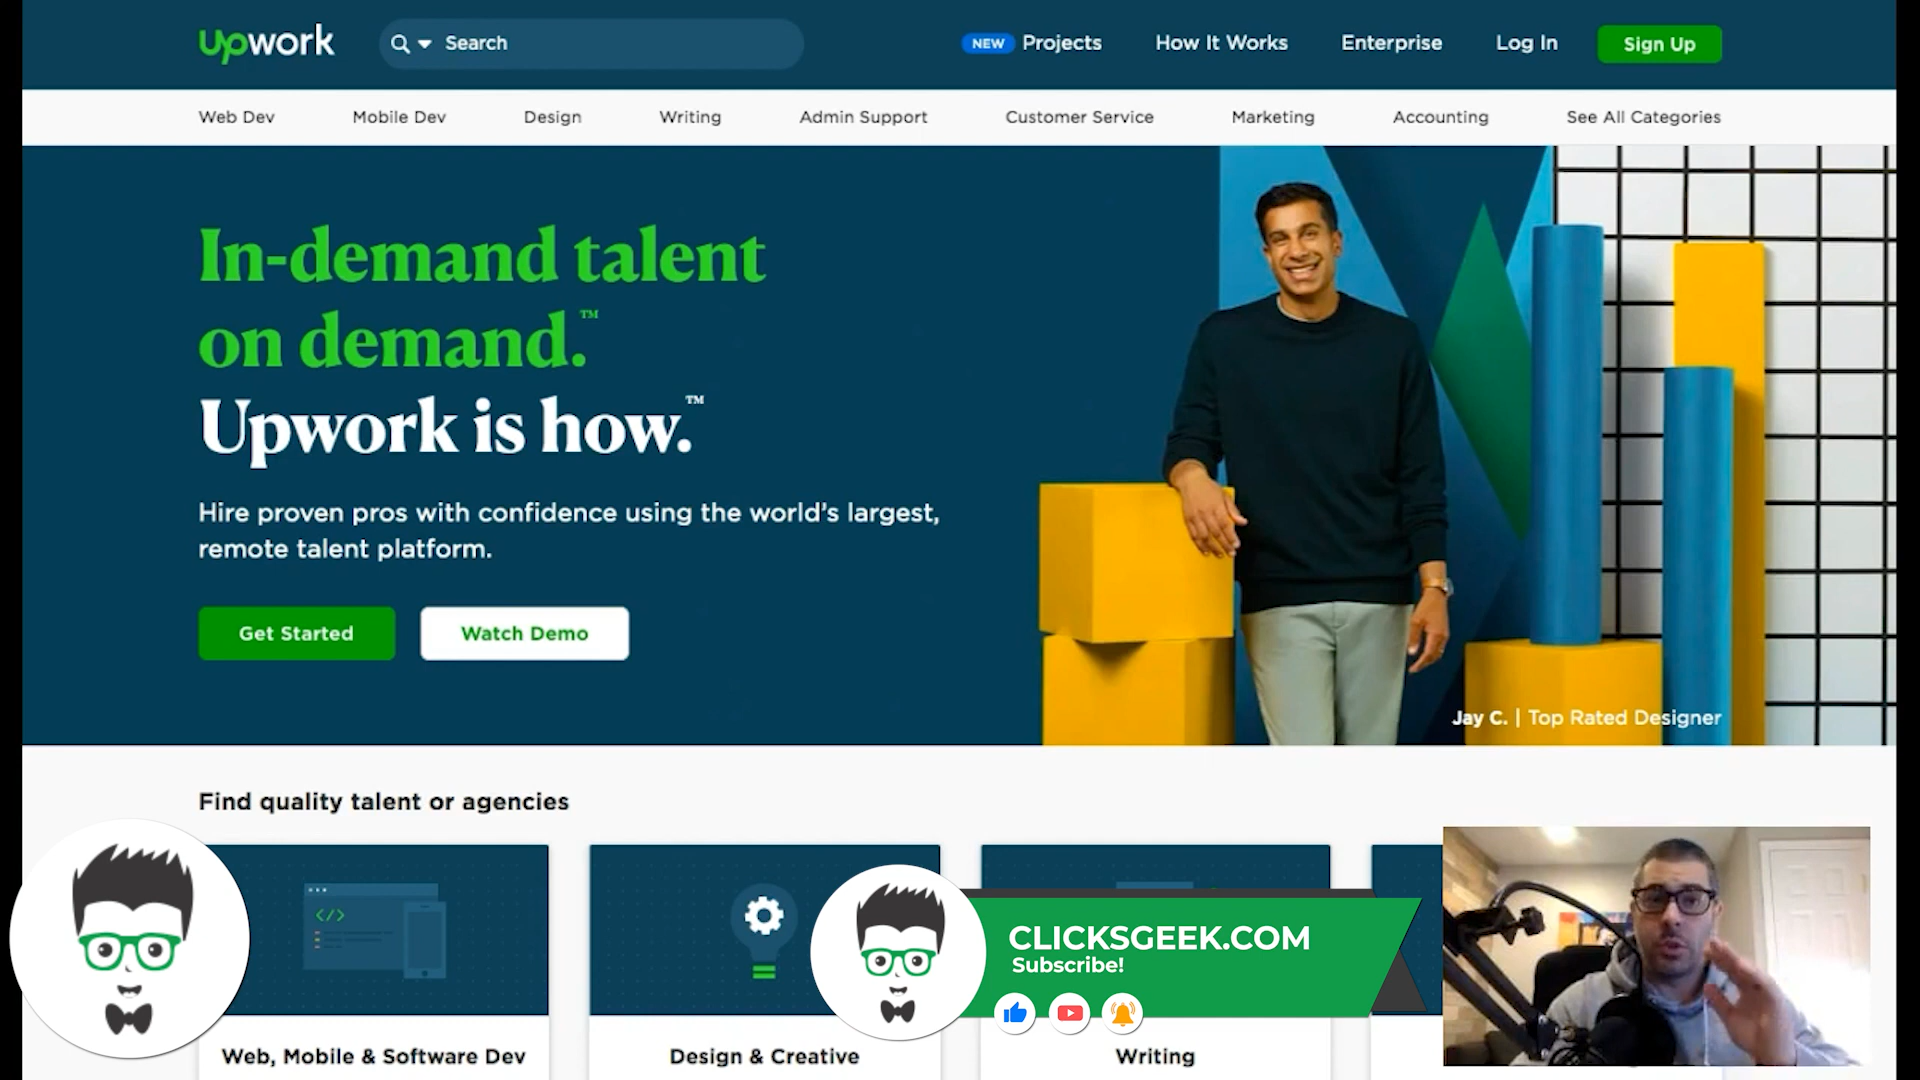 Upwork
Search
NEW Projects
How It Works
Enterprise
Log In
Sign Up
Web Dev
Mobile Dev
Design
Writing
Admin Support
Customer Service
Marketing
Accounting
See All Categories
In-demand talent
on demand.™
Upwork is how.™
Hire proven pros with confidence using the world's largest,
remote talent platform.
Get Started
Watch Demo
Jay C. | Top Rated Designer
Find quality talent or agencies
</>
CLICKSGEEK.COM
Subscribe!
Web, Mobile & Software Dev
Design & Creative
Writing